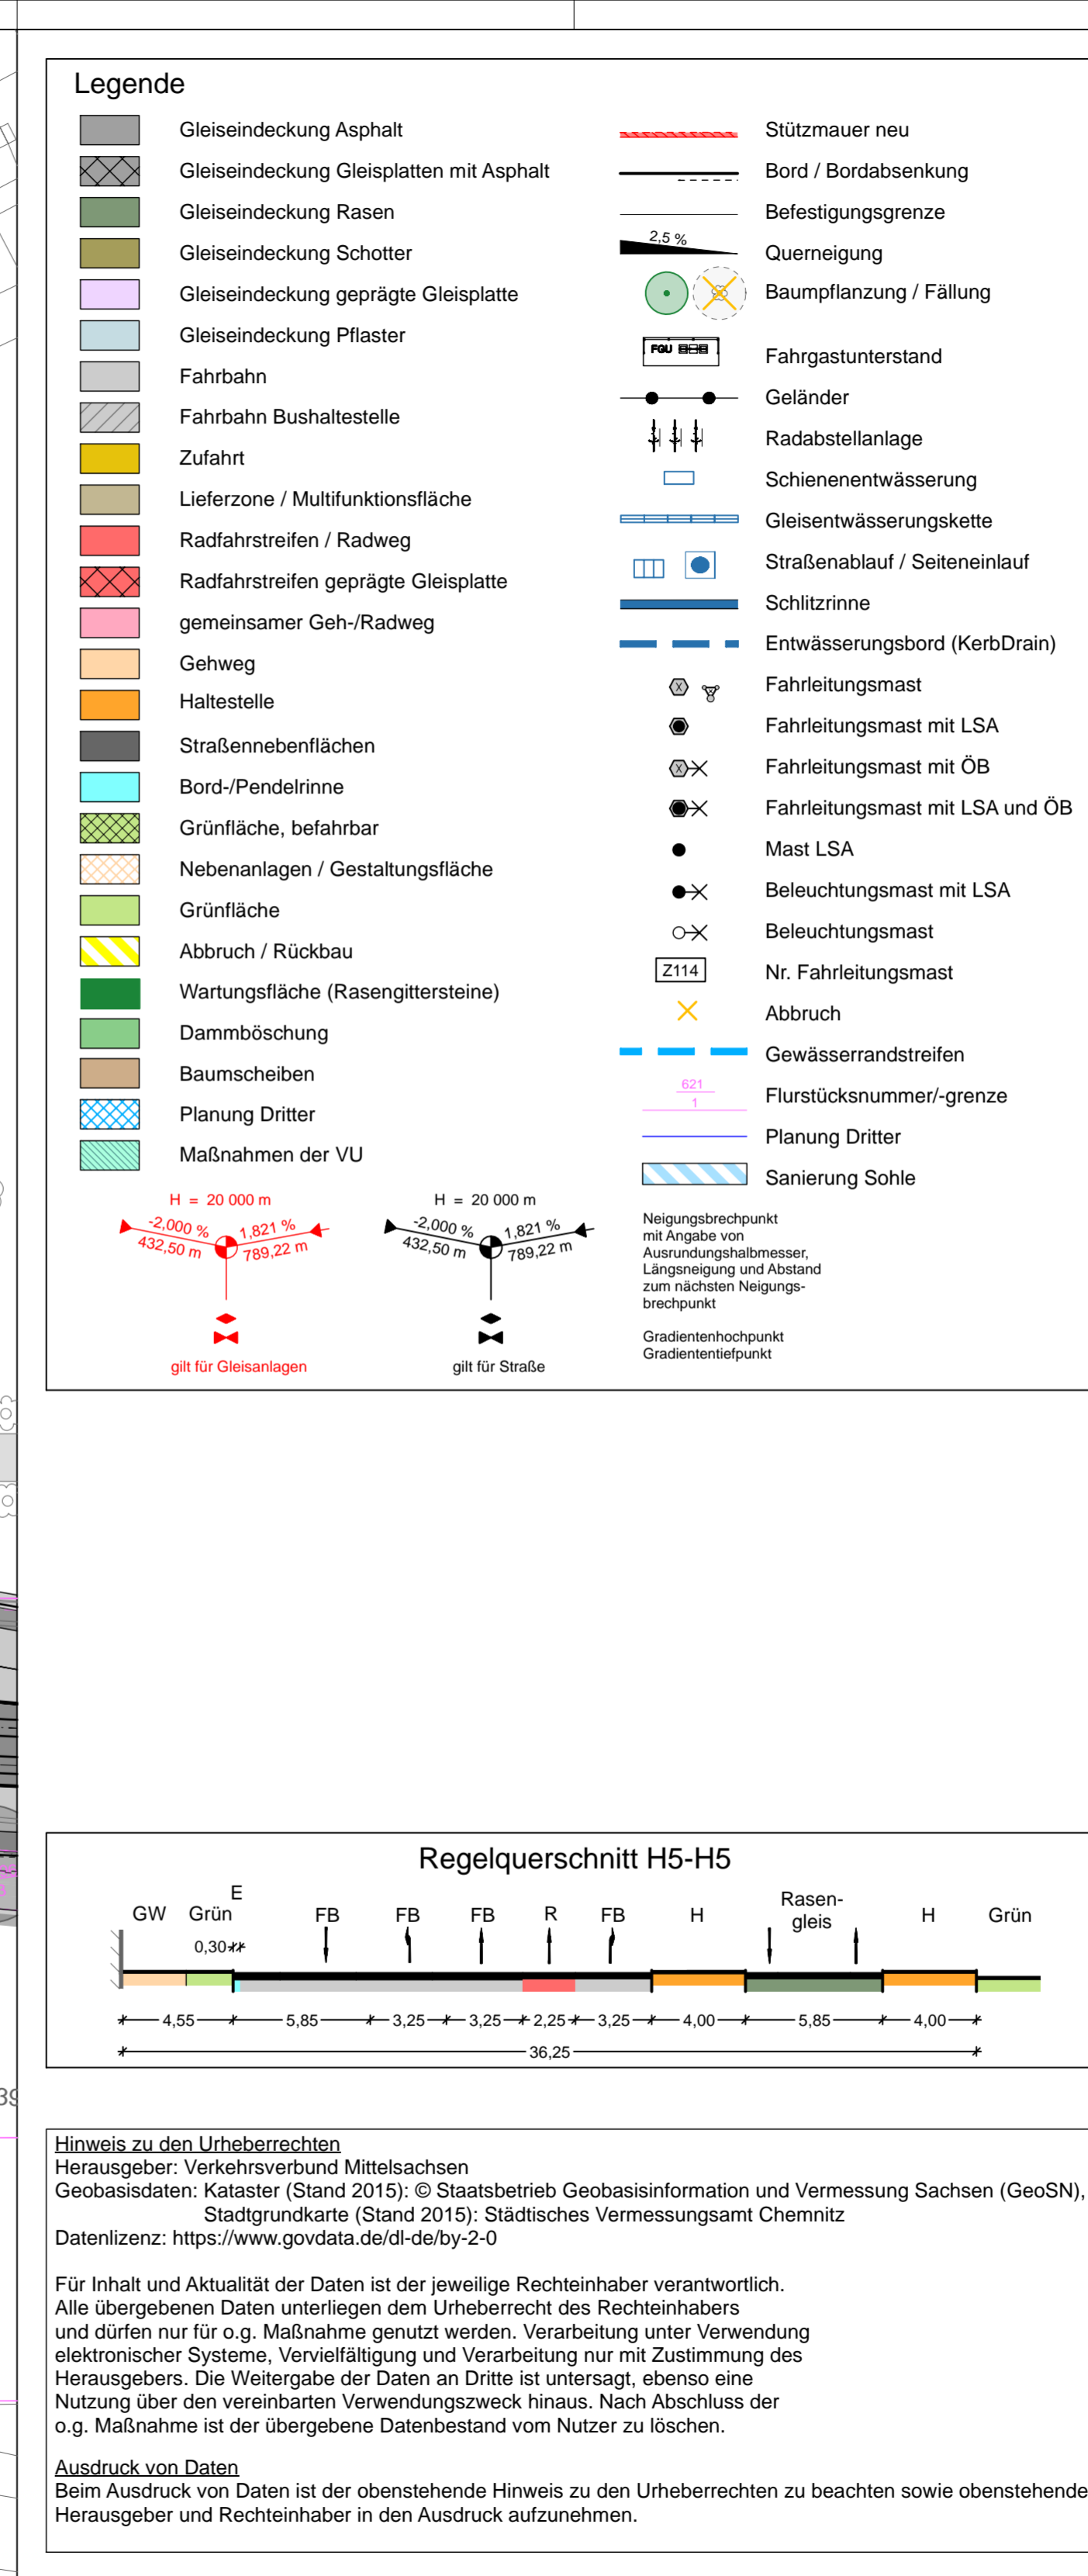 Legende
Gleiseindeckung Asphalt
Gleiseindeckung Gleisplatten mit Asphalt
Gleiseindeckung Rasen
Gleiseindeckung Schotter
Gleiseindeckung geprägte Gleisplatte
Gleiseindeckung Pflaster
Fahrbahn
Fahrbahn Bushaltestelle
Zufahrt
Lieferzone / Multifunktionsfläche
Radfahrstreifen / Radweg
Radfahrstreifen geprägte Gleisplatte
gemeinsamer Geh-/Radweg
Gehweg
Haltestelle
Straßennebenflächen
Bord-/Pendelrinne
Grünfläche, befahrbar
Nebenanlagen / Gestaltungsfläche
Grünfläche
Abbruch / Rückbau
Wartungsfläche (Rasengittersteine)
Dammböschung
Baumscheiben
Planung Dritter
Maßnahmen der VU
Stützmauer neu
Bord / Bordabsenkung
Befestigungsgrenze
2,5 %
Querneigung
Baumpflanzung / Fällung
FGU
Fahrgastunterstand
Geländer
Radabstellanlage
Schienenentwässerung
Gleisentwässerungskette
Straßenablauf / Seiteneinlauf
Schlitzrinne
Entwässerungsbord (KerbDrain)
X
Fahrleitungsmast
Fahrleitungsmast mit LSA
X
Fahrleitungsmast mit ÖB
Fahrleitungsmast mit LSA und ÖB
Mast LSA
Beleuchtungsmast mit LSA
Beleuchtungsmast
Z114
Nr. Fahrleitungsmast
Abbruch
Gewässerrandstreifen
621
1
Flurstücksnummer/-grenze
Planung Dritter
Sanierung Sohle
H = 20 000 m
-2,000 % 1,821 %
432,50 m 789,22 m
gilt für Gleisanlagen
H = 20 000 m
-2,000 % 1,821 %
432,50 m 789,22 m
gilt für Straße
Neigungsbrechpunkt
mit Angabe von
Ausrundungshalbmesser,
Längsneigung und Abstand
zum nächsten Neigungs-
brechpunkt
Gradientenhochpunkt
Gradiententiefpunkt
Regelquerschnitt H5-H5
E
GW Grün FB FB FB R FB H Rasen-
gleis H Grün
0,30
4,55 5,85 3,25 3,25 2,25 3,25 4,00 5,85 4,00
36,25
39
Hinweis zu den Urheberrechten
Herausgeber: Verkehrsverbund Mittelsachsen
Geobasisdaten: Kataster (Stand 2015): © Staatsbetrieb Geobasisinformation und Vermessung Sachsen (GeoSN),
Stadtgrundkarte (Stand 2015): Städtisches Vermessungsamt Chemnitz
Datenlizenz: https://www.govdata.de/dl-de/by-2-0
Für Inhalt und Aktualität der Daten ist der jeweilige Rechteinhaber verantwortlich.
Alle übergebenen Daten unterliegen dem Urheberrecht des Rechteinhabers
und dürfen nur für o.g. Maßnahme genutzt werden. Verarbeitung unter Verwendung
elektronischer Systeme, Vervielfältigung und Verarbeitung nur mit Zustimmung des
Herausgebers. Die Weitergabe der Daten an Dritte ist untersagt, ebenso eine
Nutzung über den vereinbarten Verwendungszweck hinaus. Nach Abschluss der
o.g. Maßnahme ist der übergebene Datenbestand vom Nutzer zu löschen.
Ausdruck von Daten
Beim Ausdruck von Daten ist der obenstehende Hinweis zu den Urheberrechten zu beachten sowie obenstehende
Herausgeber und Rechteinhaber in den Ausdruck aufzunehmen.